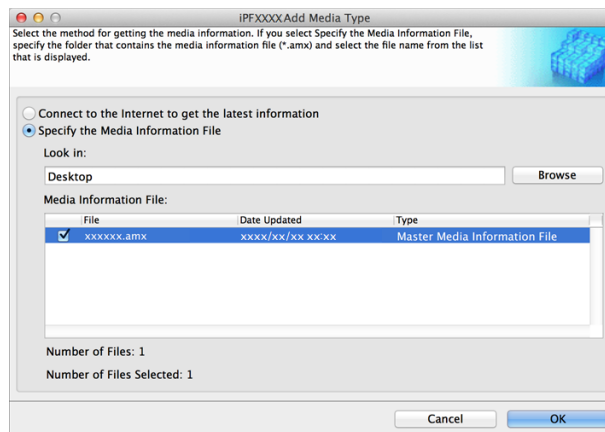 iPFXXXX Add Media Type
Select the method for getting the media information. If you select Specify the Media Information File,
specify the folder that contains the media information file (*.amx) and select the file name from the list
that is displayed.
Connect to the Internet to get the latest information
Specify the Media Information File
Look in:
Desktop
Browse
Media Information File:
File Date Updated Type
xxxxxx.amx xxxx/xx/xx xx:xx Master Media Information File
Number of Files: 1
Number of Files Selected: 1
Cancel OK